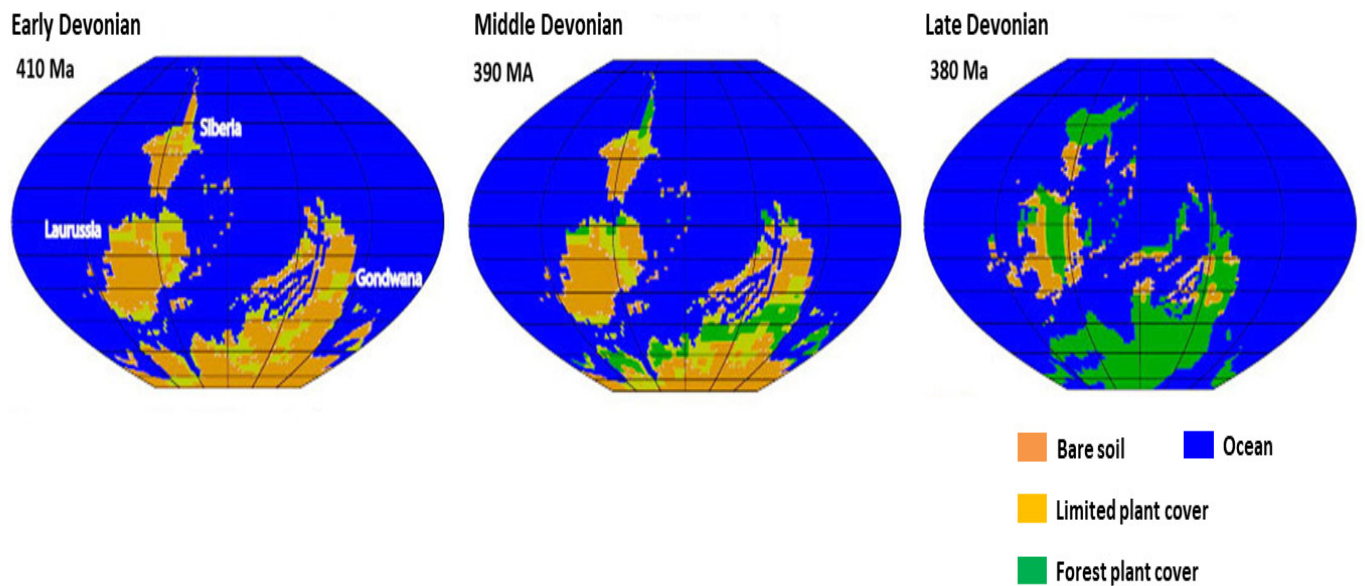 Early Devonian
410 Ma
Siberia
Laurussia
Gondwana
Middle Devonian
390 MA
Late Devonian
380 Ma
Bare soil
Ocean
Limited plant cover
Forest plant cover